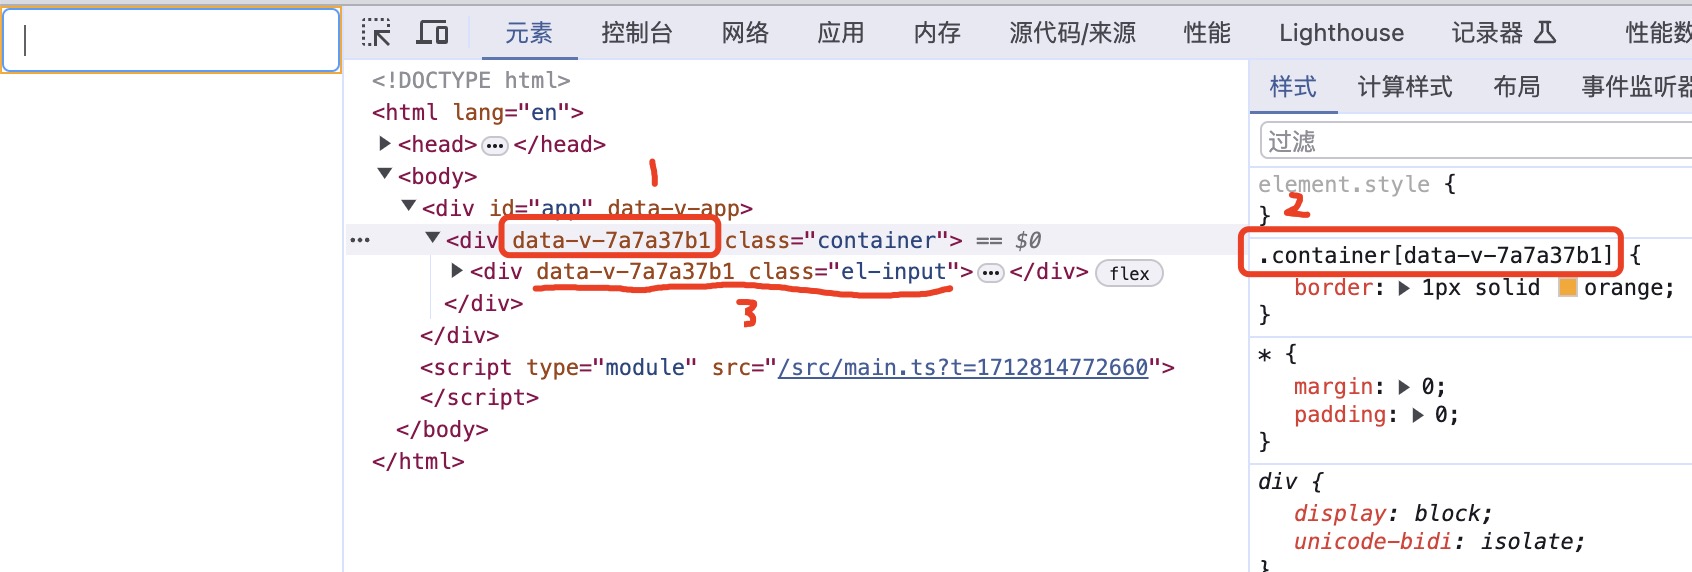 元素 控制台 网络 应用 内存 源代码/来源 性能 Lighthouse 记录器 性能数
<!DOCTYPE html>
<html lang="en">
<head> ••• </head>
<body>
1
<div id="app" data-v-app>
••• <div data-v-7a7a37b1 class="container"> == $0
<div data-v-7a7a37b1 class="el-input"> ••• </div> flex
3
</div>
</div>
<script type="module" src="/src/main.ts?t=1712814772660">
</script>
</body>
</html>
样式 计算样式 布局 事件监听器
过滤
element.style {
}
2
.container[data-v-7a7a37b1] {
border: 1px solid orange;
}
* {
margin: 0;
padding: 0;
}
div {
display: block;
unicode-bidi: isolate;
}